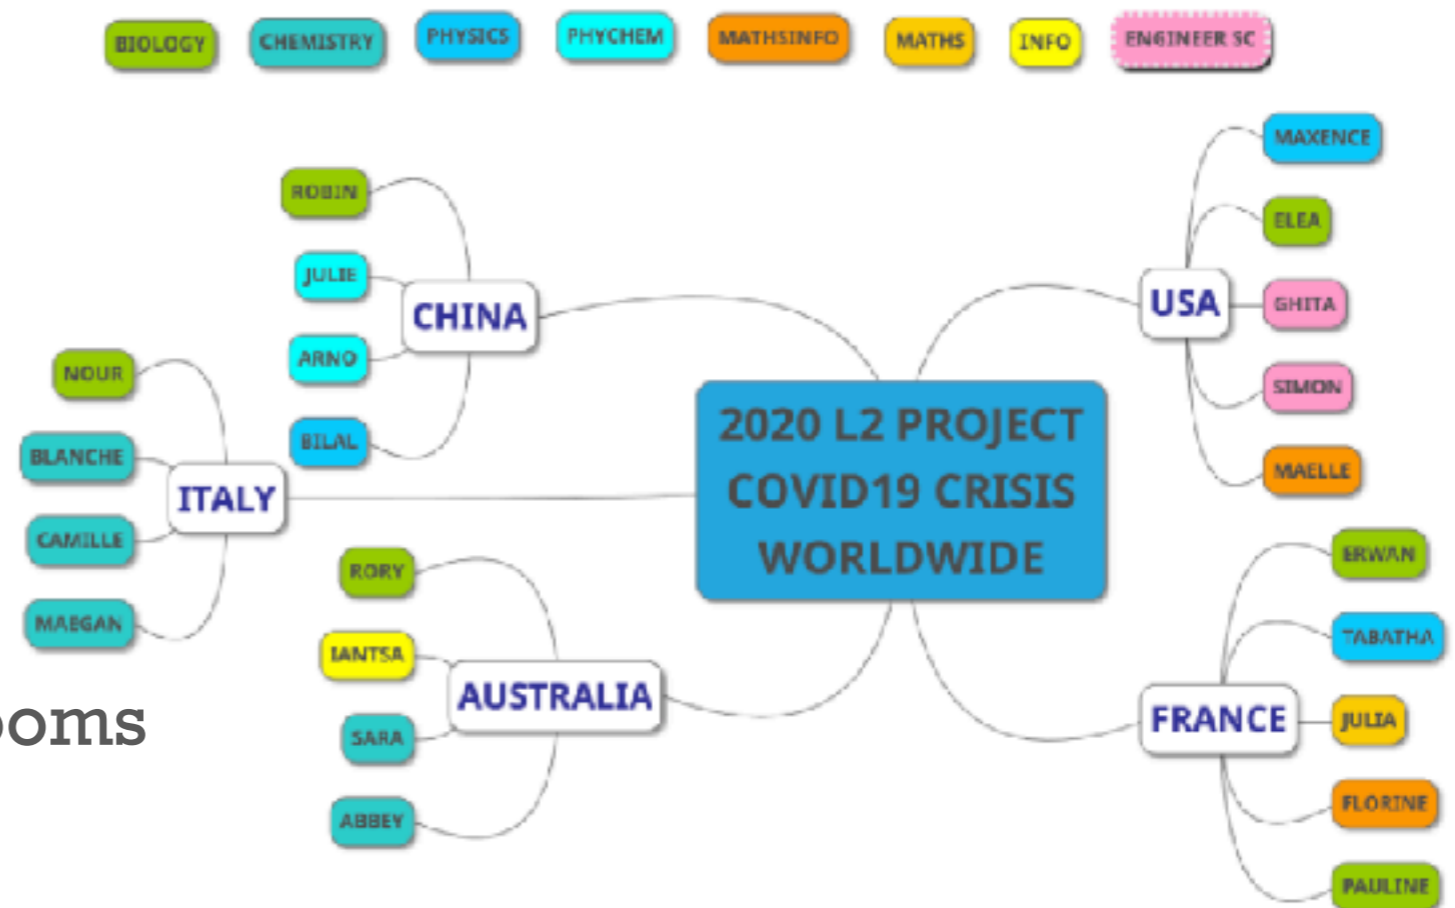 BIOLOGY CHEMISTRY PHYSICS PHYCHEM MATHSINFO MATHS INFO ENGINEER SC
ROBIN
JULIE
ARNO
BILAL
CHINA
NOUR
BLANCHE
CAMILLE
MAEGAN
ITALY
RORY
IANTSA
SARA
ABBEY
AUSTRALIA
2020 L2 PROJECT
COVID19 CRISIS
WORLDWIDE
USA
MAXENCE
ELEA
GHITA
SIMON
MAELLE
FRANCE
ERWAN
TABATHA
JULIA
FLORINE
PAULINE
ooms